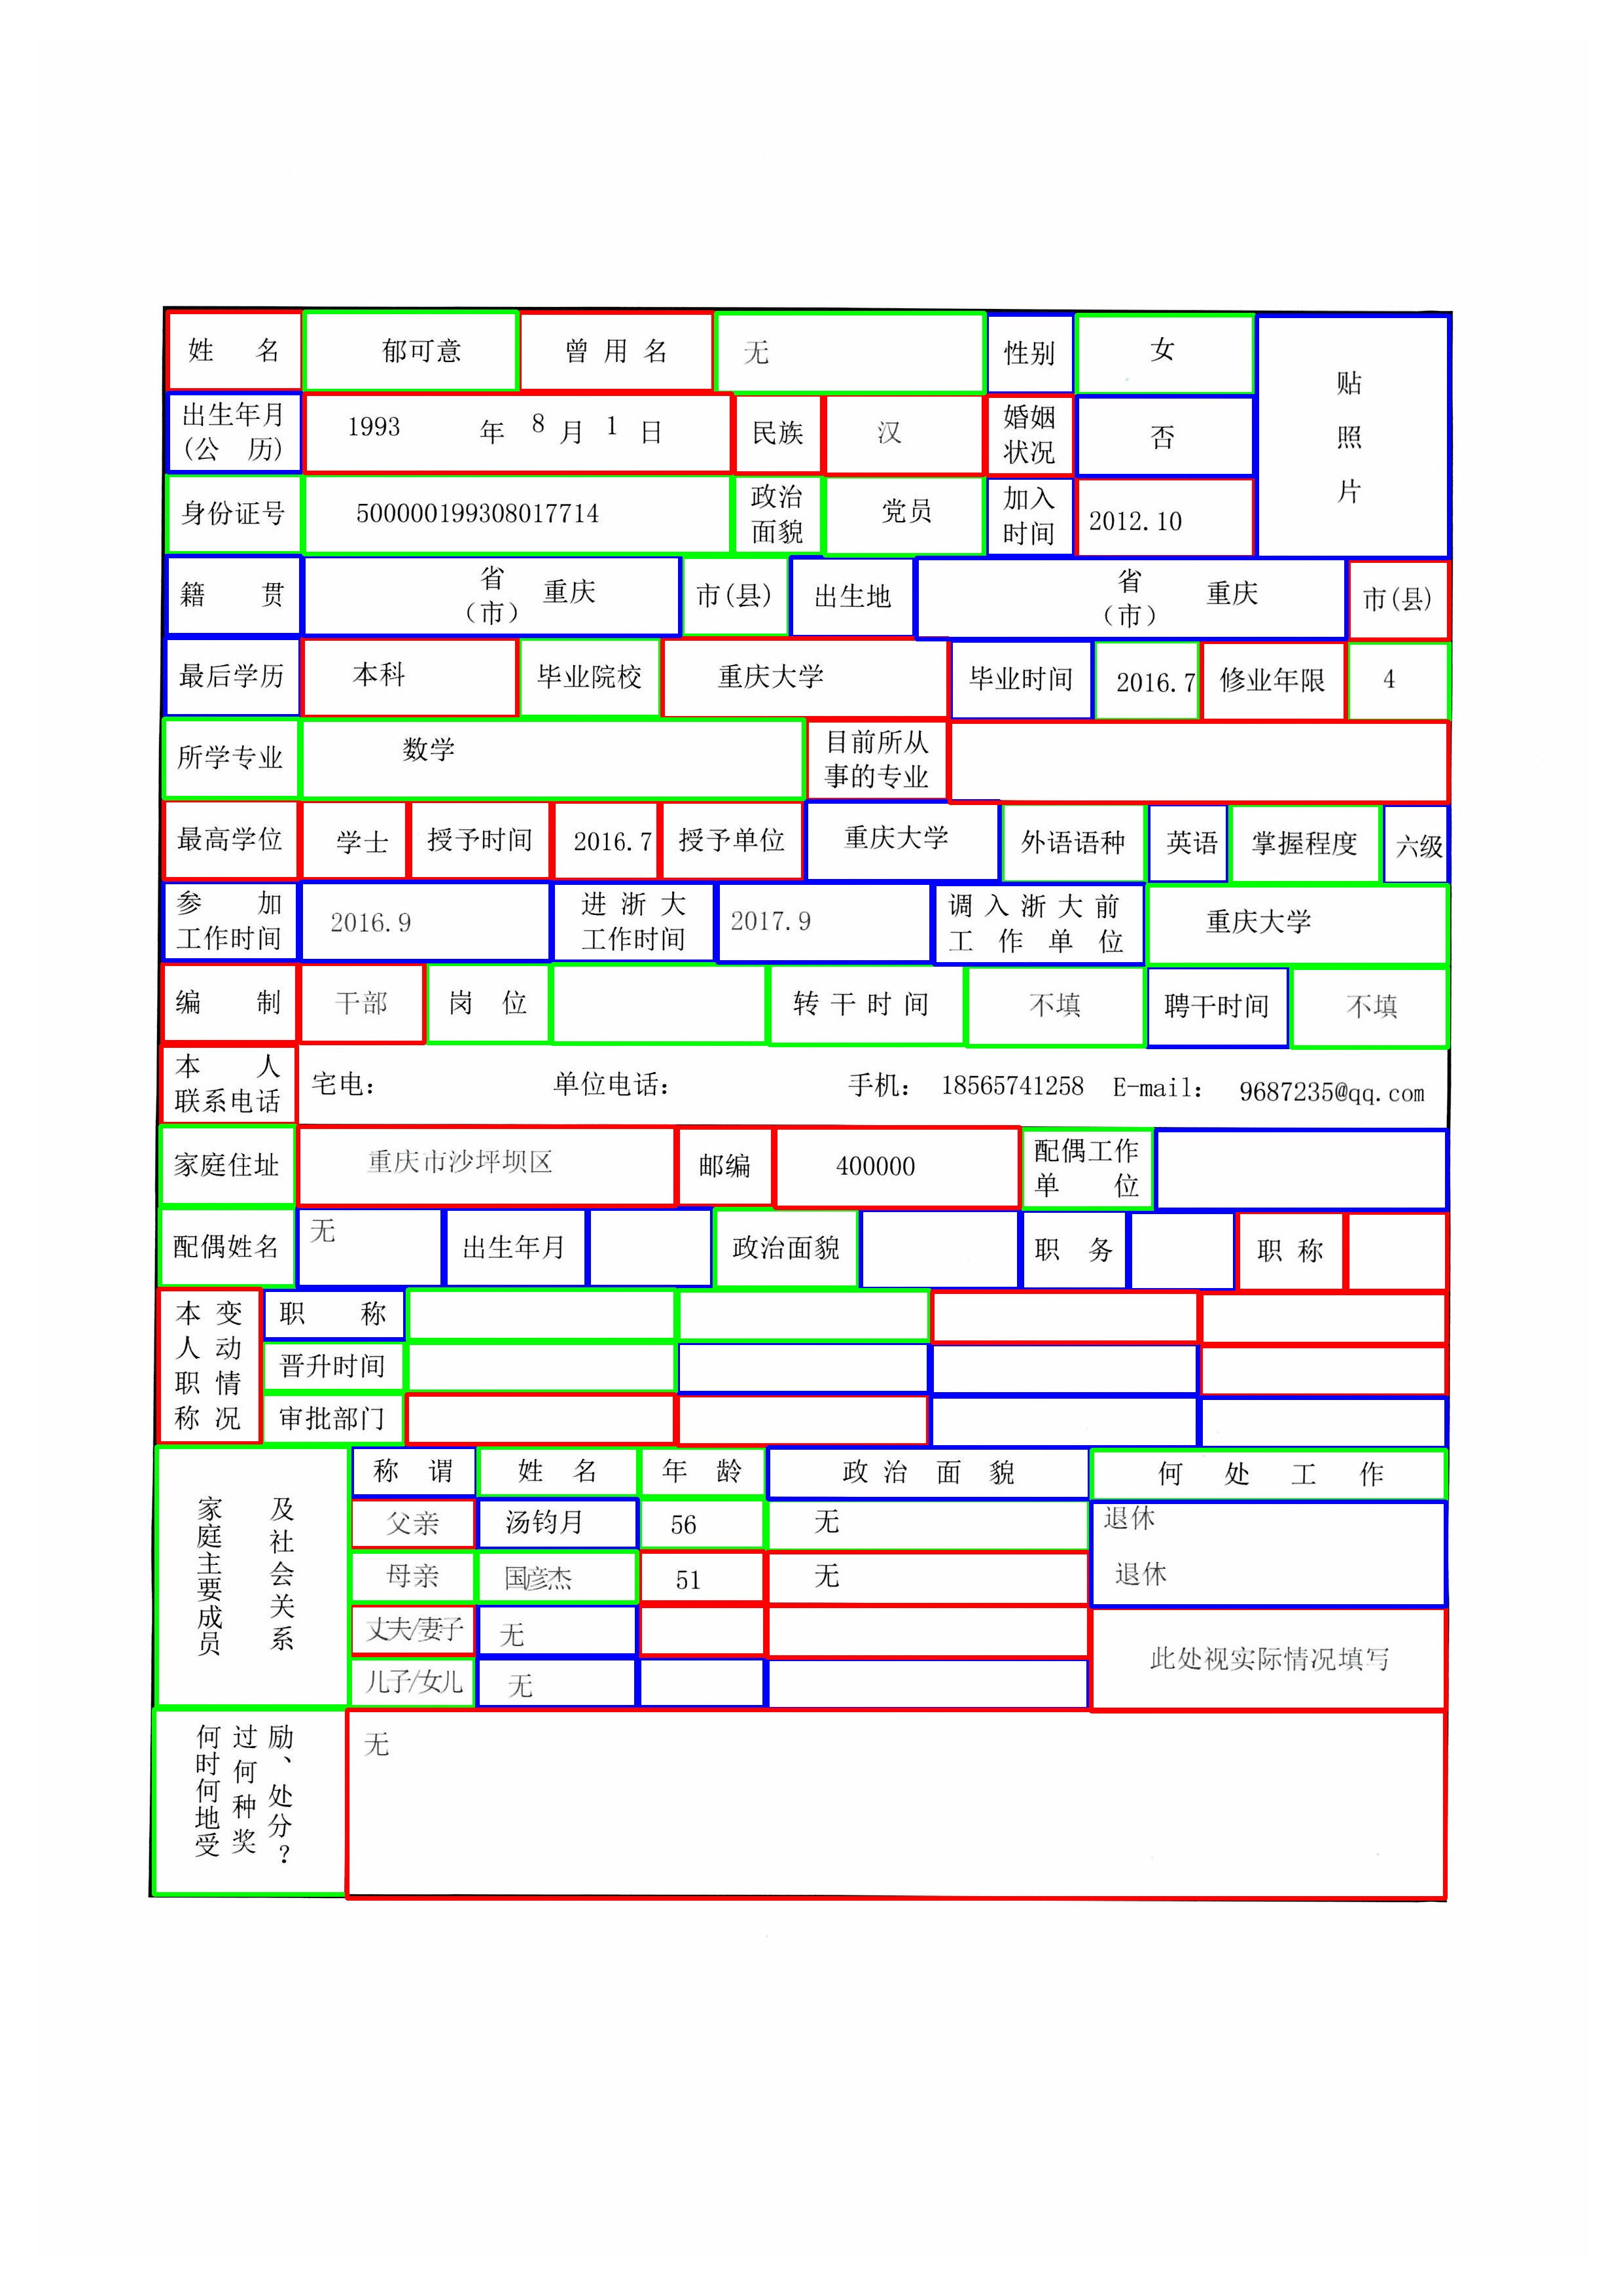 姓 名 郁可意 曾 用 名 无 性别 女
贴
照
片
出生年月
(公 历)
1993 年 8 月 1 日 民族 汉
婚姻
状况
否
身份证号 500000199308017714
政治
面貌
党员
加入
时间
2012.10
籍 贯
省
（市）
重庆 市(县) 出生地
省
（市）
重庆 市(县)
最后学历 本科 毕业院校 重庆大学 毕业时间 2016.7 修业年限 4
所学专业 数学
目前所从
事的专业
最高学位 学士 授予时间 2016.7 授予单位 重庆大学 外语语种 英语 掌握程度 六级
参 加
工作时间
2016.9
进 浙 大
工作时间
2017.9
调 入 浙 大 前
工 作 单 位
重庆大学
编 制 干部 岗 位 转 干 时 间 不填 聘干时间 不填
本 人
联系电话
宅电： 单位电话： 手机： 18565741258 E-mail： 9687235@qq.com
家庭住址 重庆市沙坪坝区 邮编 400000
配偶工作
单 位
配偶姓名 无 出生年月 政治面貌 职 务 职 称
本人职称
变动情况
职 称
晋升时间
审批部门
家庭主要成员
及社会关系
称 谓 姓 名 年 龄 政 治 面 貌 何 处 工 作
父亲 汤钧月 56 无 退休
母亲 国彦杰 51 无 退休
丈夫/妻子 无
儿子/女儿 无
此处视实际情况填写
何时何地受
过何种奖
励、处分？
无